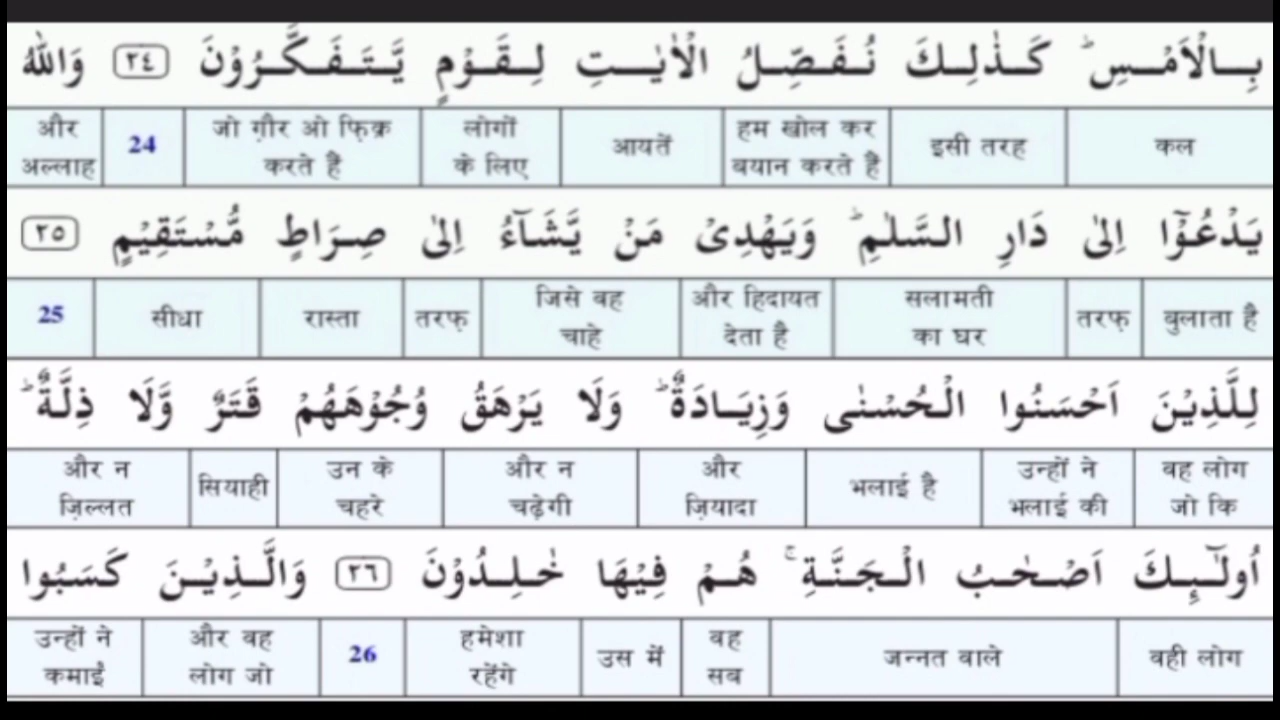 بِالْاَمْسِ ؕ كَذٰلِكَ نُفَصِّلُ الْاٰيٰتِ لِقَوْمٍ يَّتَفَكَّرُوْنَ ٢٤ وَاللّٰهُ
कल इसी तरह हम खोल कर बयान करते हैं आयतें लोगों के लिए जो ग़ौर ओ फ़िक्र करते हैं 24 और अल्लाह
يَدْعُوْۤا اِلٰى دَارِ السَّلٰمِ ؕ وَيَهْدِىْ مَنْ يَّشَآءُ اِلٰى صِرَاطٍ مُّسْتَقِيْمٍ ٢٥
बुलाता है तरफ़ सलामती का घर और हिदायत देता है जिसे वह चाहे तरफ़ रास्ता सीधा 25
لِلَّذِيْنَ اَحْسَنُوا الْحُسْنٰى وَزِيَادَةٌ ؕ وَلَا يَرْهَقُ وُجُوْهَهُمْ قَتَرٌ وَّلَا ذِلَّةٌ ؕ
वह लोग जो कि उन्हों ने भलाई की भलाई है और ज़ियादा और न चढ़ेगी उन के चहरे सियाही और न ज़िल्लत
اُولٰٓئِكَ اَصْحٰبُ الْجَنَّةِ ۚ هُمْ فِيْهَا خٰلِدُوْنَ ٢٦ وَالَّذِيْنَ كَسَبُوا
वही लोग जन्नत वाले वह सब उस में हमेशा रहेंगे 26 और वह लोग जो उन्हों ने कमाईं